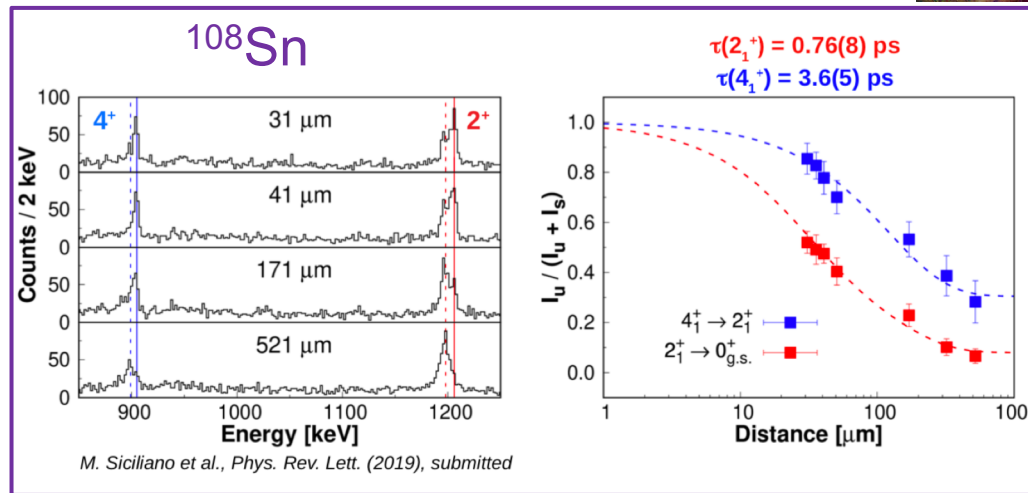 ¹⁰⁸Sn
τ(2₁⁺) = 0.76(8) ps
τ(4₁⁺) = 3.6(5) ps
100
50
0
50
0
50
0
50
0
Counts / 2 keV
4⁺
2⁺
31 μm
41 μm
171 μm
521 μm
900
1000
1100
1200
Energy [keV]
M. Siciliano et al., Phys. Rev. Lett. (2019), submitted
1.0
0.8
0.6
0.4
0.2
0.0
Iᵤ / (Iᵤ + Iₛ)
4₁⁺ → 2₁⁺
2₁⁺ → 0⁺g.s.
1
10
100
100
Distance [μm]